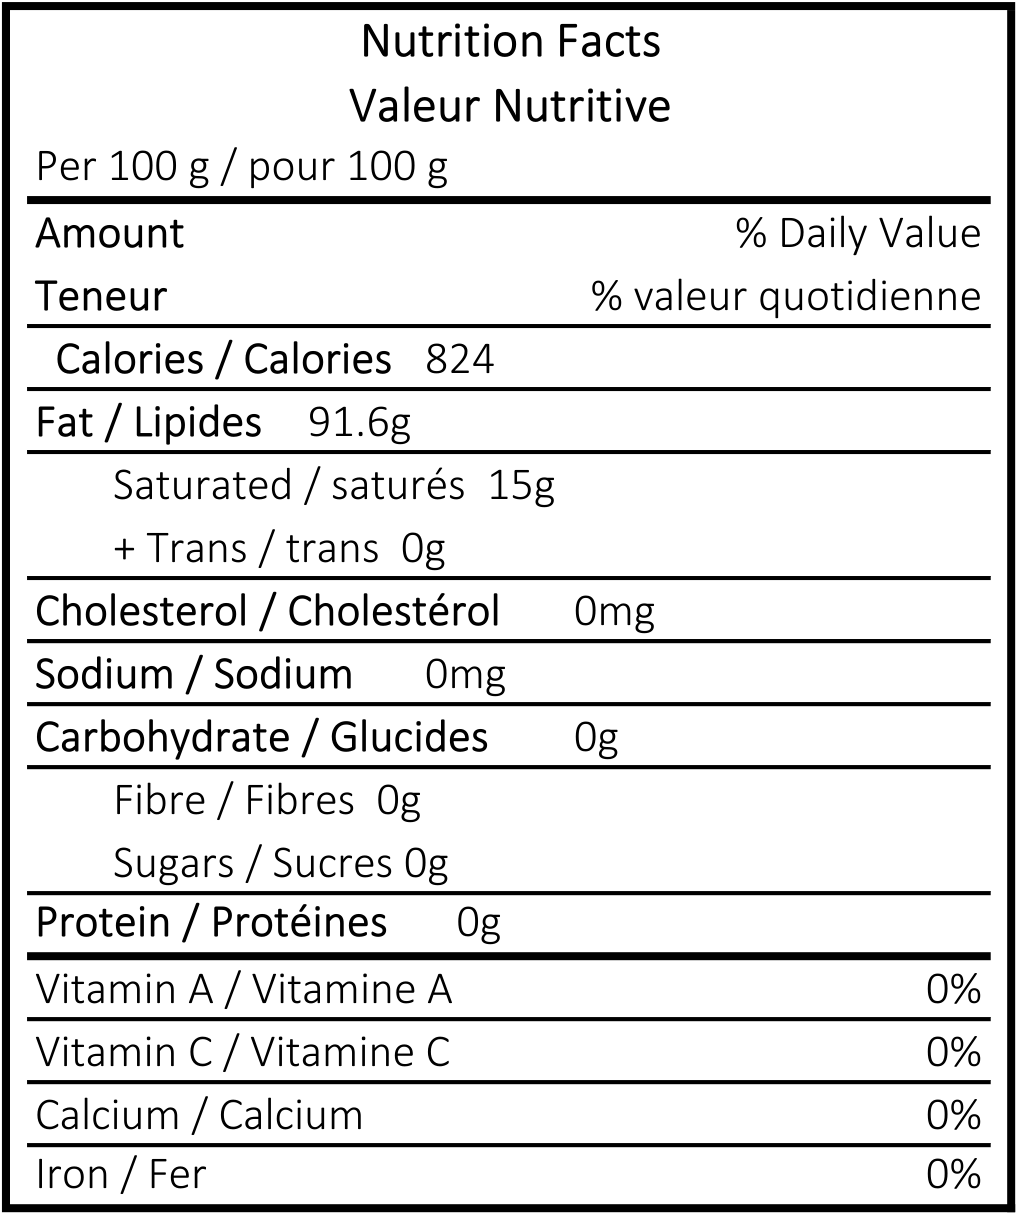 Nutrition Facts
Valeur Nutritive
Per 100 g / pour 100 g
Amount % Daily Value
Teneur % valeur quotidienne
Calories / Calories 824
Fat / Lipides 91.6g
Saturated / saturés 15g
+ Trans / trans 0g
Cholesterol / Cholestérol 0mg
Sodium / Sodium 0mg
Carbohydrate / Glucides 0g
Fibre / Fibres 0g
Sugars / Sucres 0g
Protein / Protéines 0g
Vitamin A / Vitamine A 0%
Vitamin C / Vitamine C 0%
Calcium / Calcium 0%
Iron / Fer 0%